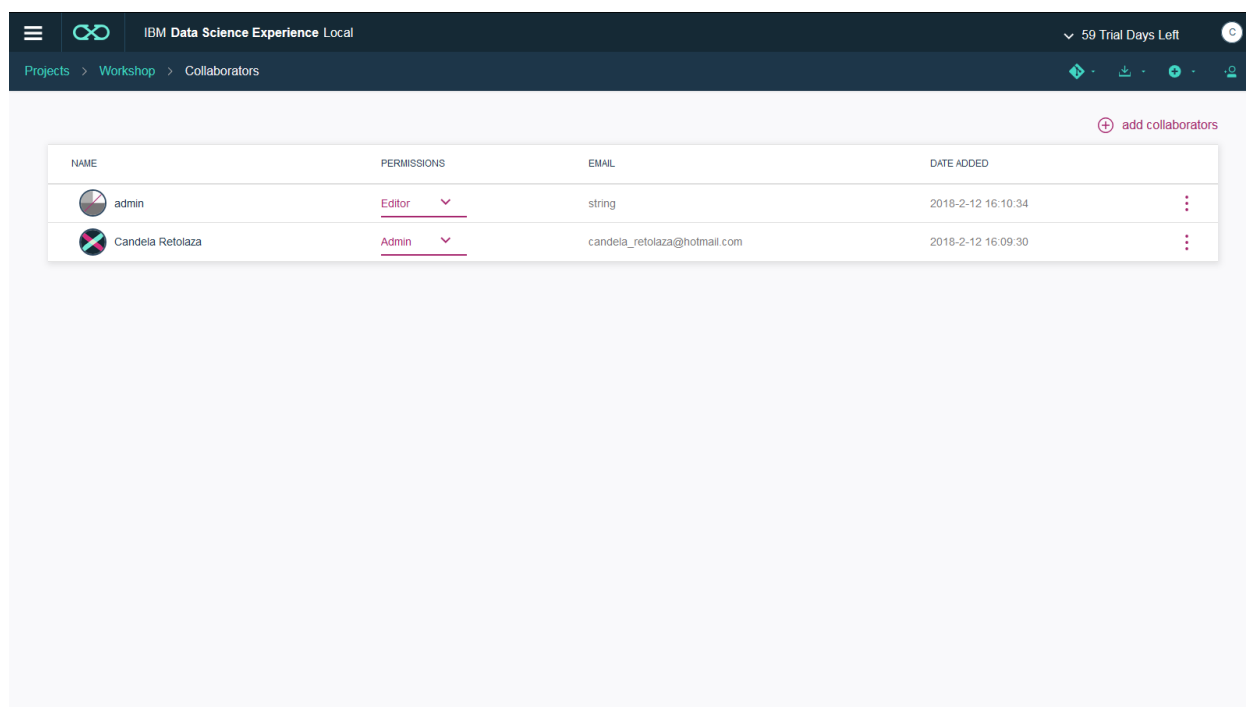 IBM Data Science Experience Local
59 Trial Days Left
C
Projects > Workshop > Collaborators
add collaborators
NAME PERMISSIONS EMAIL DATE ADDED
admin Editor string 2018-2-12 16:10:34
Candela Retolaza Admin candela_retolaza@hotmail.com 2018-2-12 16:09:30